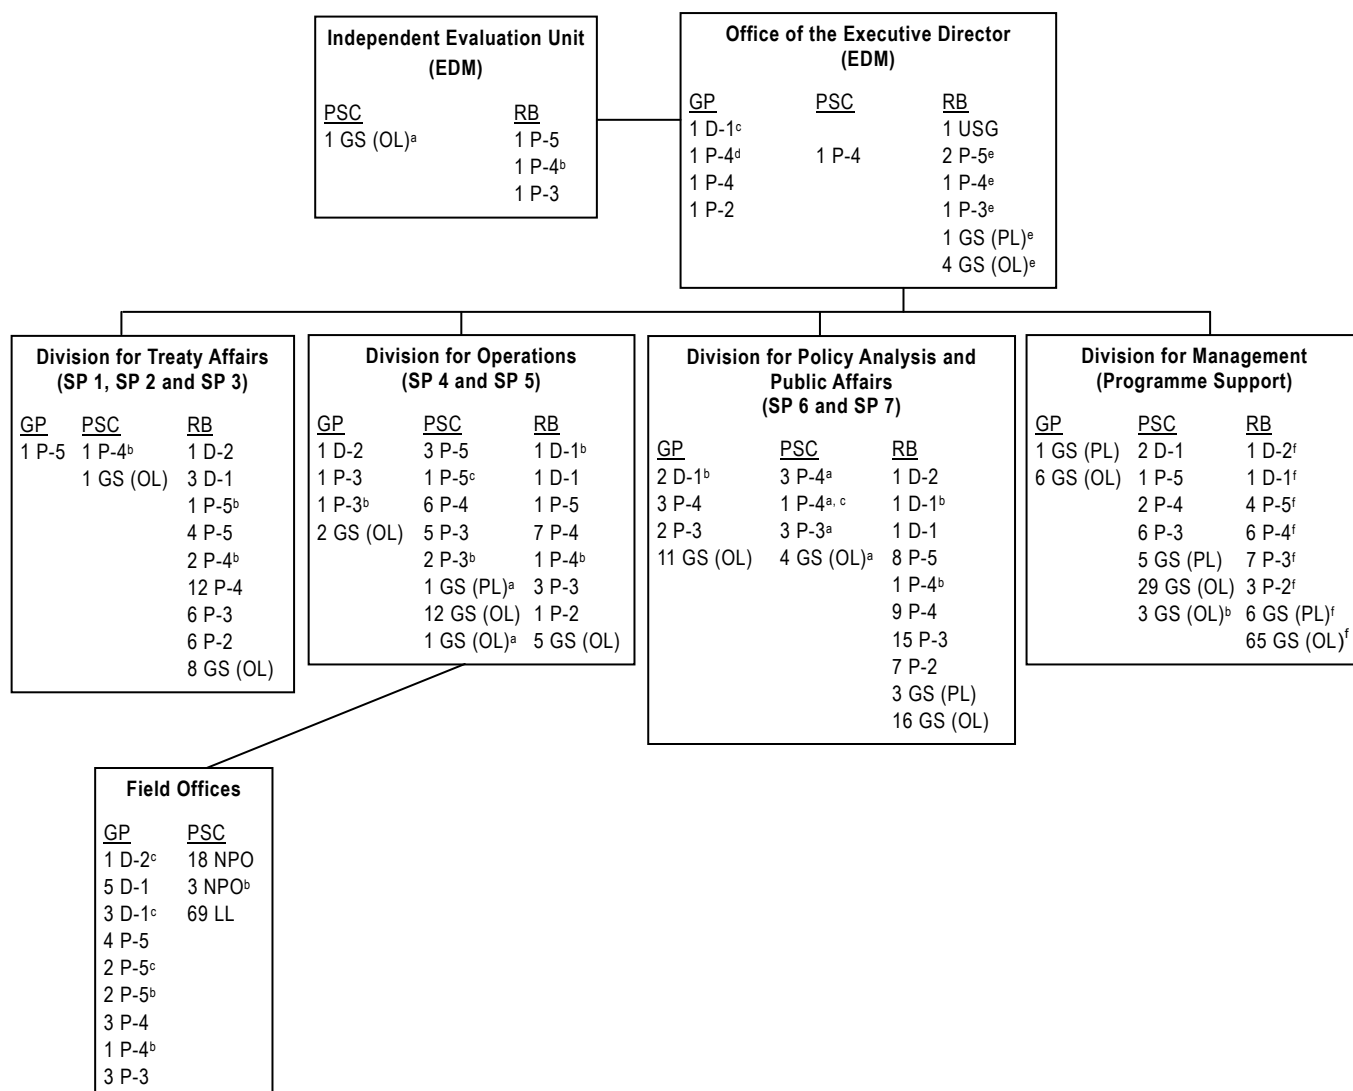 Independent Evaluation Unit
(EDM)
PSC RB
1 GS (OL)ᵃ 1 P-5
1 P-4ᵇ
1 P-3
Office of the Executive Director
(EDM)
GP PSC RB
1 D-1ᶜ 1 USG
1 P-4ᵈ 1 P-4 2 P-5ᵉ
1 P-4 1 P-4ᵉ
1 P-2 1 P-3ᵉ
1 GS (PL)ᵉ
4 GS (OL)ᵉ
Division for Treaty Affairs
(SP 1, SP 2 and SP 3)
GP PSC RB
1 P-5 1 P-4ᵇ 1 D-2
1 GS (OL) 3 D-1
1 P-5ᵇ
4 P-5
2 P-4ᵇ
12 P-4
6 P-3
6 P-2
8 GS (OL)
Division for Operations
(SP 4 and SP 5)
GP PSC RB
1 D-2 3 P-5 1 D-1ᵇ
1 P-3 1 P-5ᶜ 1 D-1
1 P-3ᵇ 6 P-4 1 P-5
2 GS (OL) 5 P-3 7 P-4
2 P-3ᵇ 1 P-4ᵇ
1 GS (PL)ᵃ 3 P-3
12 GS (OL) 1 P-2
1 GS (OL)ᵃ 5 GS (OL)
Division for Policy Analysis and
Public Affairs
(SP 6 and SP 7)
GP PSC RB
2 D-1ᵇ 3 P-4ᵃ 1 D-2
3 P-4 1 P-4ᵃ, ᶜ 1 D-1ᵇ
2 P-3 3 P-3ᵃ 1 D-1
11 GS (OL) 4 GS (OL)ᵃ 8 P-5
1 P-4ᵇ
9 P-4
15 P-3
7 P-2
3 GS (PL)
16 GS (OL)
Division for Management
(Programme Support)
GP PSC RB
1 GS (PL) 2 D-1 1 D-2ᶠ
6 GS (OL) 1 P-5 1 D-1ᶠ
2 P-4 4 P-5ᶠ
6 P-3 6 P-4ᶠ
5 GS (PL) 7 P-3ᶠ
29 GS (OL) 3 P-2ᶠ
3 GS (OL)ᵇ 6 GS (PL)ᶠ
65 GS (OL)ᶠ
Field Offices
GP PSC
1 D-2ᶜ 18 NPO
5 D-1 3 NPOᵇ
3 D-1ᶜ 69 LL
4 P-5
2 P-5ᶜ
2 P-5ᵇ
3 P-4
1 P-4ᵇ
3 P-3